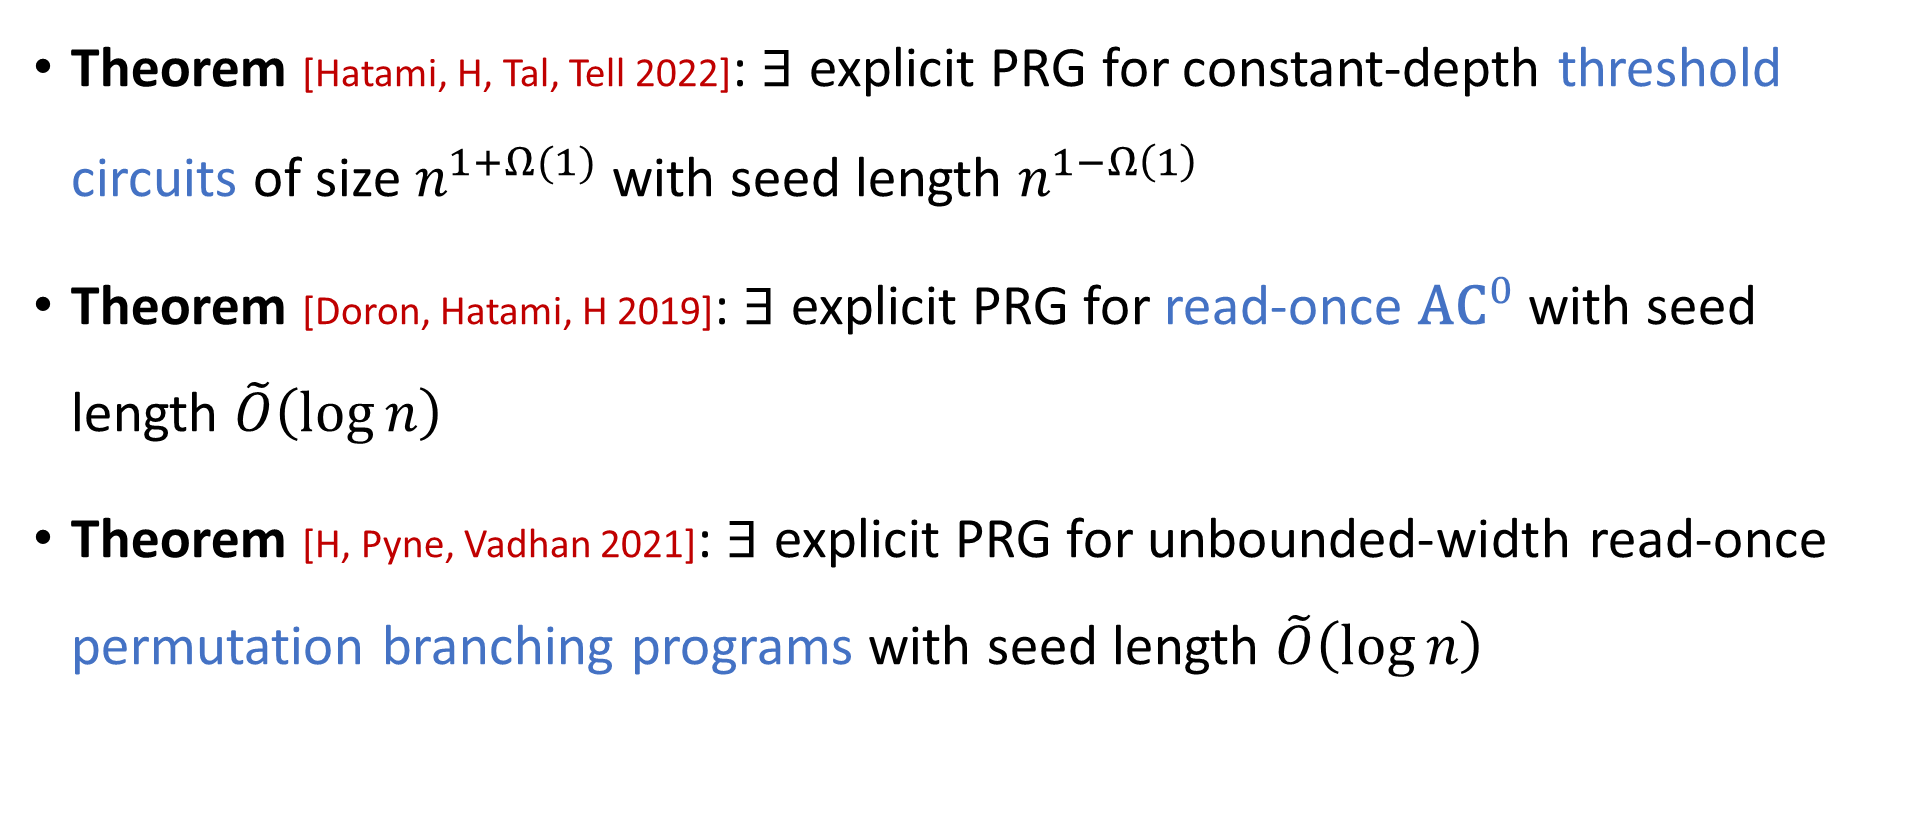 • Theorem [Hatami, H, Tal, Tell 2022]: ∃ explicit PRG for constant-depth threshold
circuits of size n^{1+Ω(1)} with seed length n^{1−Ω(1)}
• Theorem [Doron, Hatami, H 2019]: ∃ explicit PRG for read-once AC^0 with seed
length Õ(log n)
• Theorem [H, Pyne, Vadhan 2021]: ∃ explicit PRG for unbounded-width read-once
permutation branching programs with seed length Õ(log n)